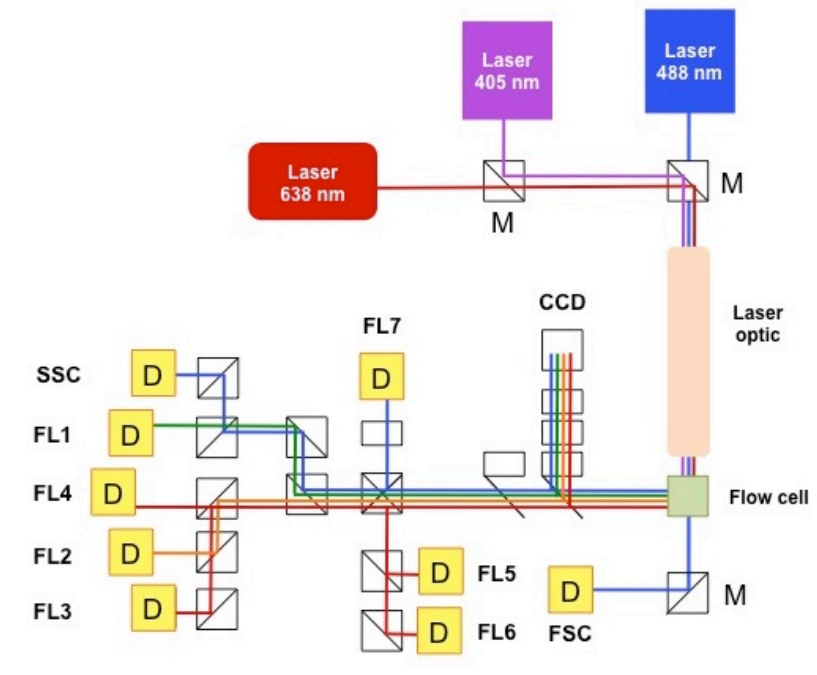 Laser
405 nm
Laser
488 nm
Laser
638 nm
M
M
CCD
Laser
optic
FL7
SSC
D
D
FL1
D
FL4
D
Flow cell
FL2
D
D
FL5
D
M
FL3
D
D
FL6
FSC